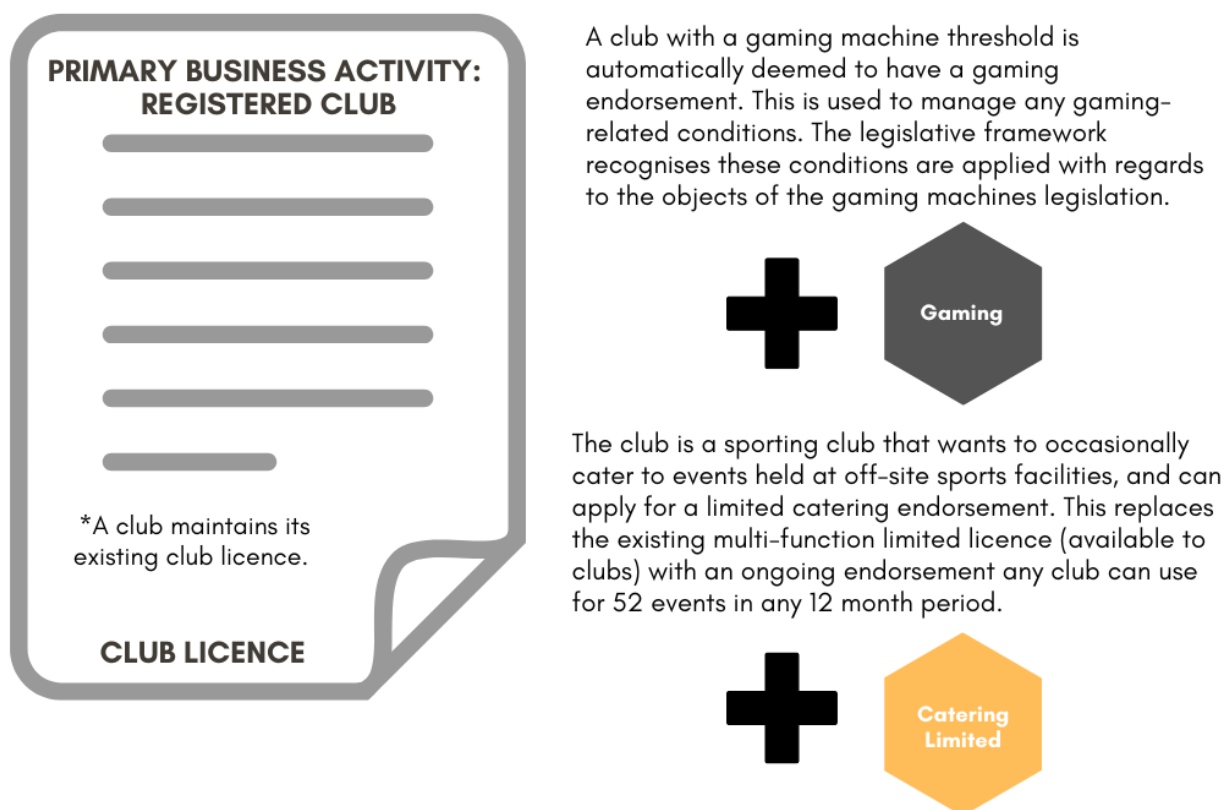 PRIMARY BUSINESS ACTIVITY:
REGISTERED CLUB
*A club maintains its
existing club licence.
CLUB LICENCE
A club with a gaming machine threshold is
automatically deemed to have a gaming
endorsement. This is used to manage any gaming-
related conditions. The legislative framework
recognises these conditions are applied with regards
to the objects of the gaming machines legislation.
Gaming
The club is a sporting club that wants to occasionally
cater to events held at off-site sports facilities, and can
apply for a limited catering endorsement. This replaces
the existing multi-function limited licence (available to
clubs) with an ongoing endorsement any club can use
for 52 events in any 12 month period.
Catering
Limited